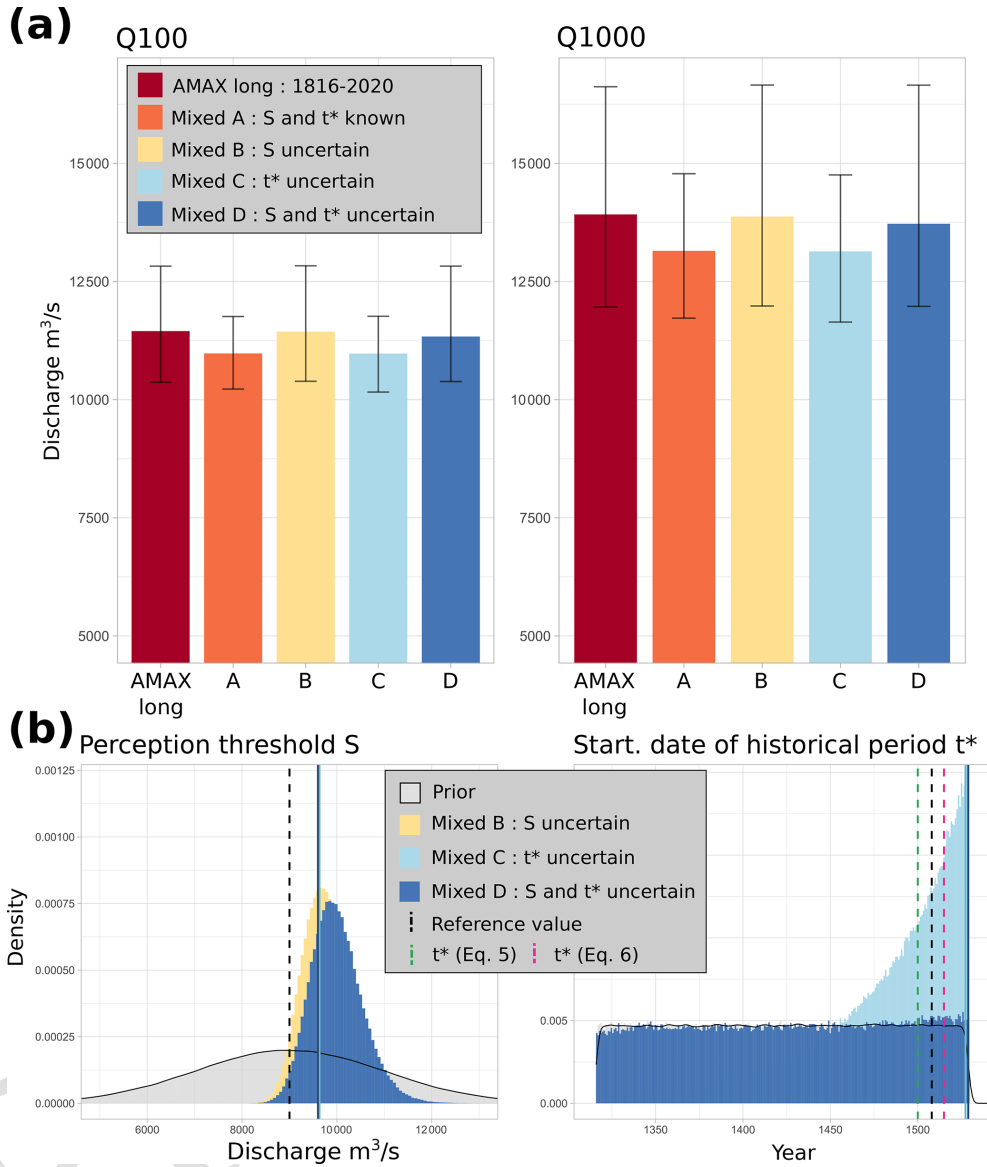 (a)
Q100
Q1000
AMAX long : 1816-2020
Mixed A : S and t* known
Mixed B : S uncertain
Mixed C : t* uncertain
Mixed D : S and t* uncertain
15000
12500
10000
7500
5000
Discharge m³/s
AMAX long
A
B
C
D
15000
12500
10000
7500
5000
AMAX long
A
B
C
D
(b)
Perception threshold S
Start. date of historical period t*
0.00125
0.00100
0.00075
0.00050
0.00025
0.00000
Density
6000
8000
10000
12000
Discharge m³/s
Prior
Mixed B : S uncertain
Mixed C : t* uncertain
Mixed D : S and t* uncertain
Reference value
t* (Eq. 5)
t* (Eq. 6)
0.005
0.000
1350
1400
1450
1500
Year